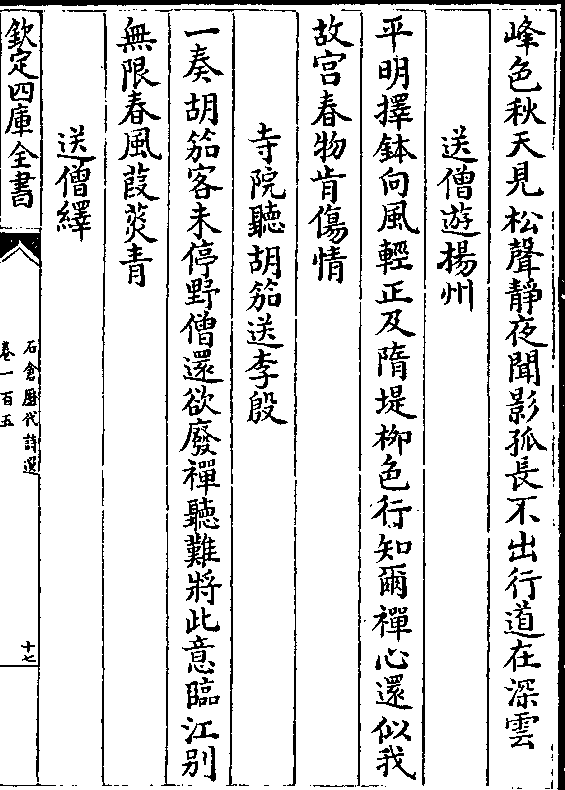 峰色秋天見松聲靜夜聞影孤長不出行道在深雲
送僧遊揚州
平明擇鉢向風輕正及隋堤柳色行知爾禪心還似我
故宫春物肯傷情
寺院聽胡笳送李殷
一奏胡笳客未停野僧還欲廢禪聽難將此意臨江别
無限春風葭菼青
送僧繹
欽定四庫全書
石倉歴代詩選
卷一百五
十七